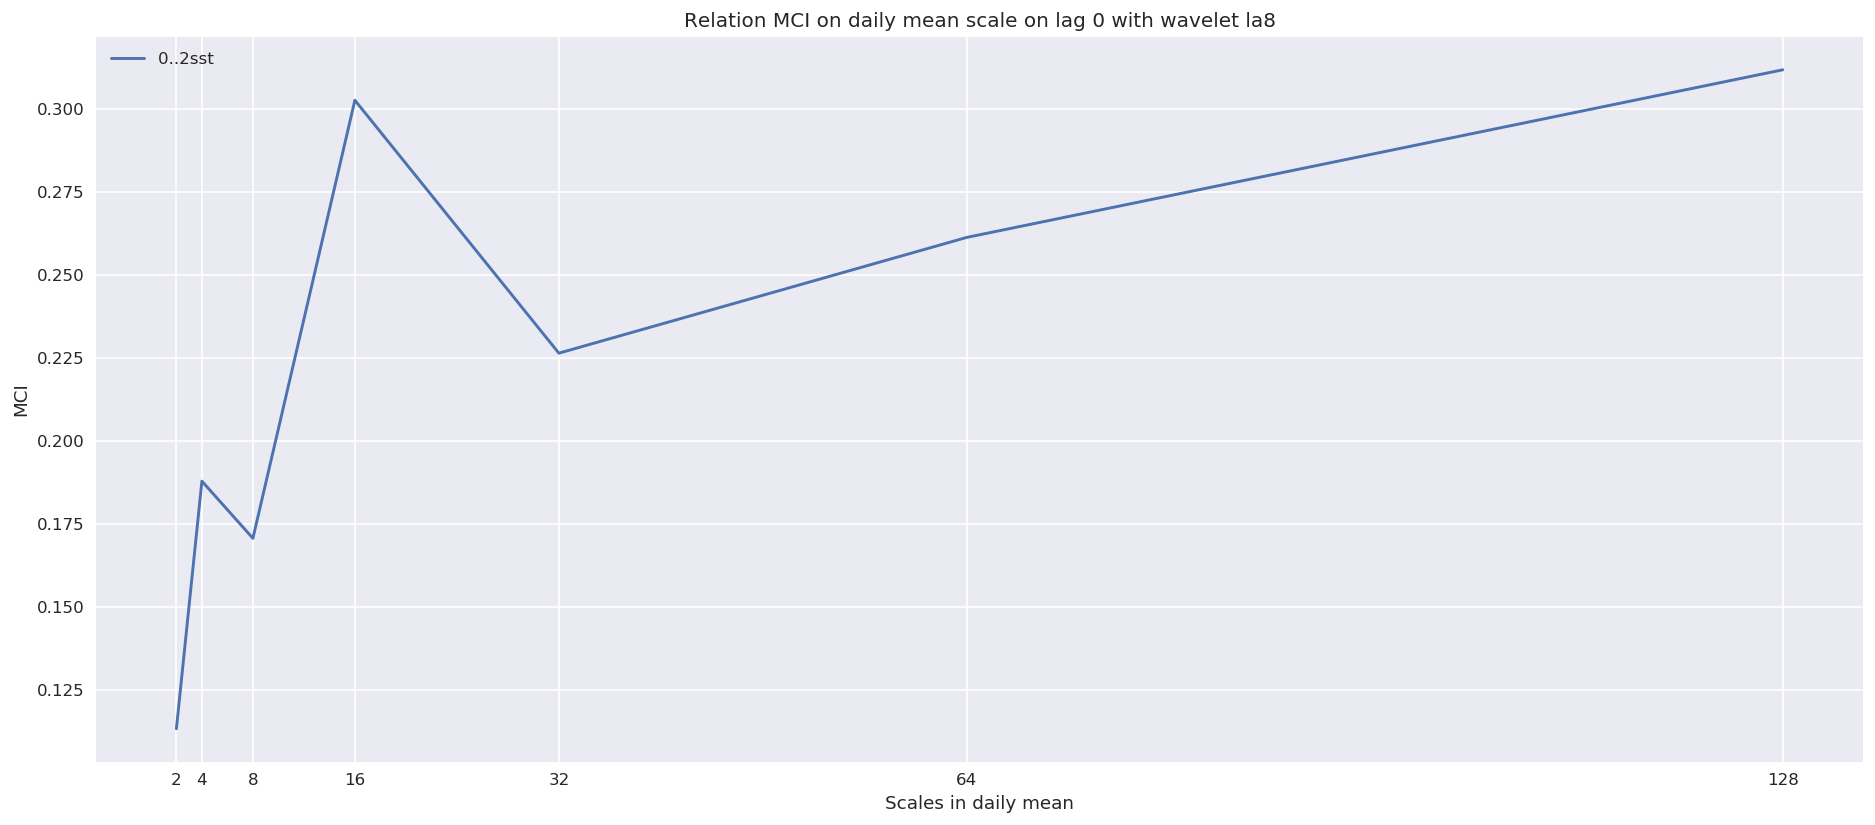 Relation MCI on daily mean scale on lag 0 with wavelet la8
0..2sst
0.300
0.275
0.250
0.225
0.200
0.175
0.150
0.125
MCI
2 4 8 16 32 64 128
Scales in daily mean